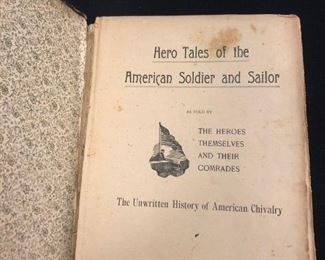 Hero Tales of the
American Soldier and Sailor
AS TOLD BY
THE HEROES
THEMSELVES
AND THEIR
COMRADES
The Unwritten History of American Chivalry